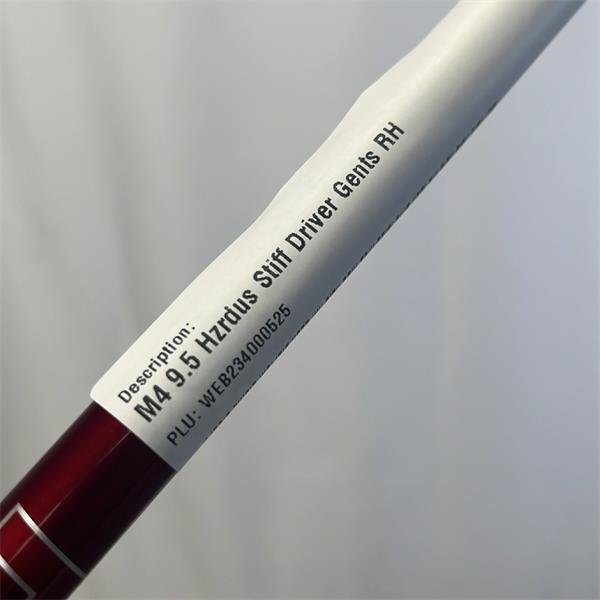 Description:
M4 9.5 Hzrdus Stiff Driver Gents RH
PLU: WEB234000525